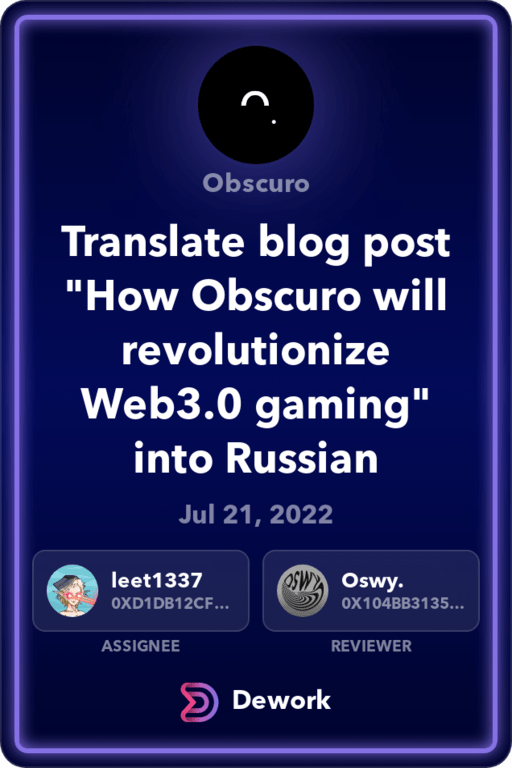 Obscuro
Translate blog post
"How Obscuro will
revolutionize
Web3.0 gaming"
into Russian
Jul 21, 2022
leet1337
0XD1DB12CF...
ASSIGNEE
OSWY
Oswy.
0X104BB3135...
REVIEWER
Dework